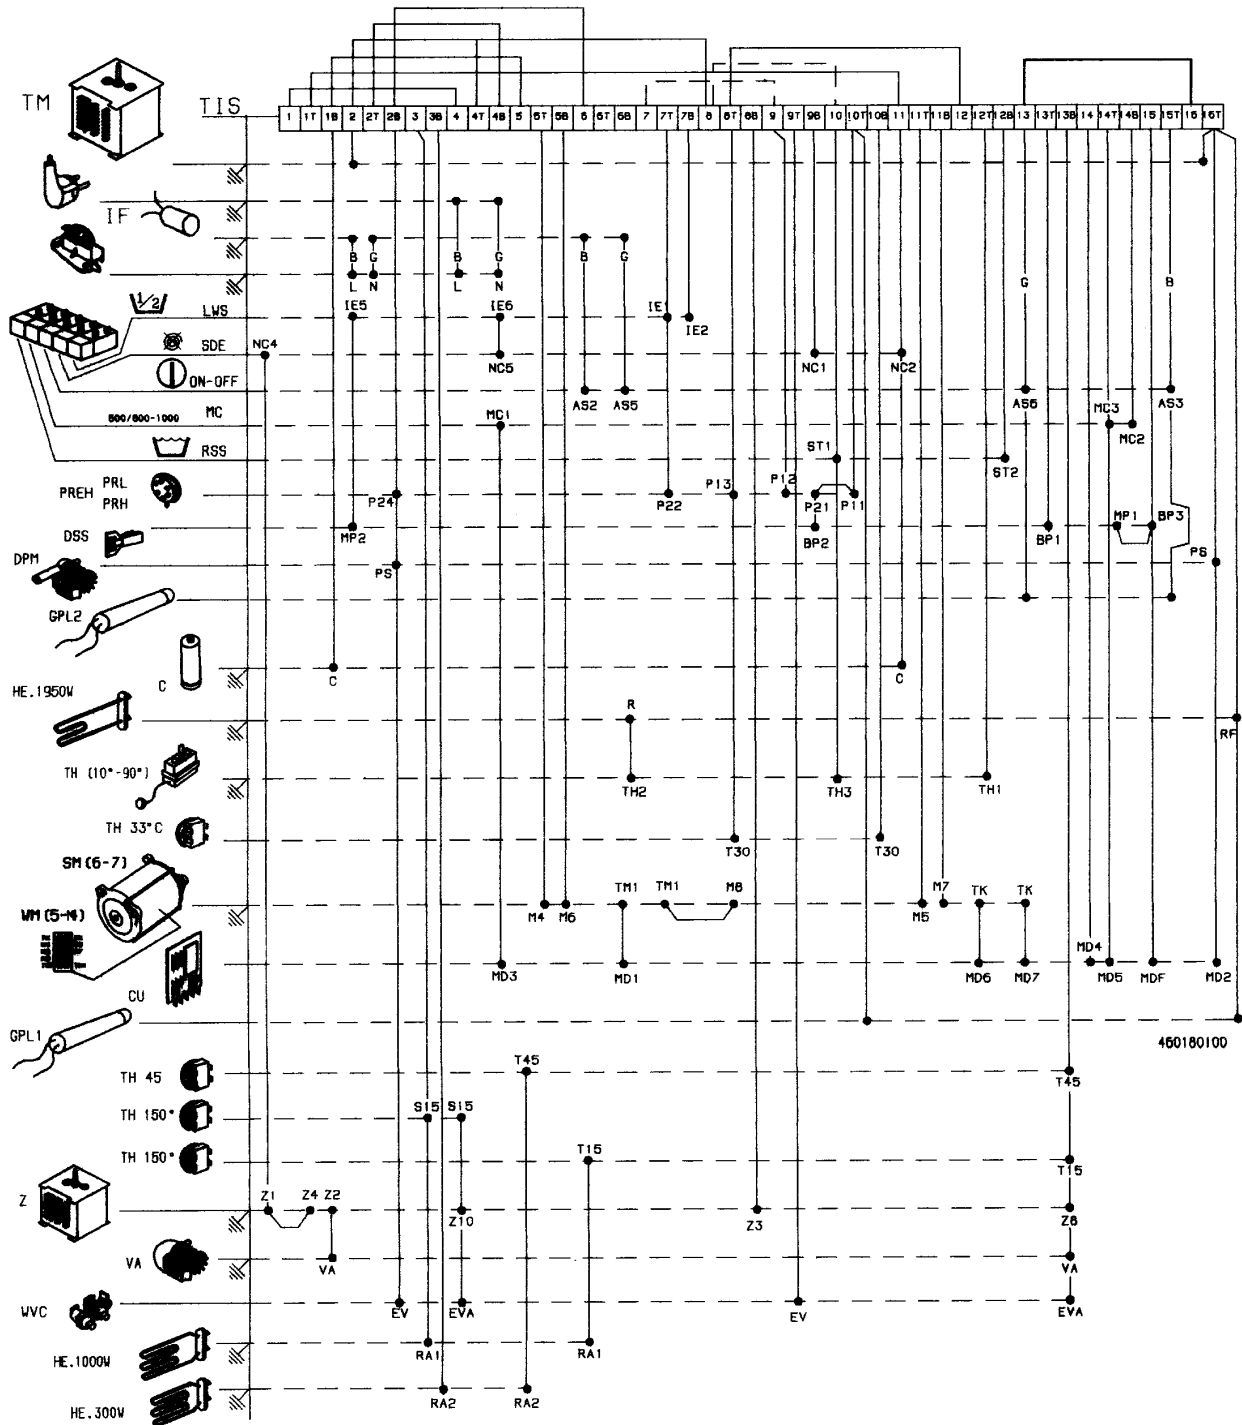 TM TIS 1 1T 1B 2 2T 2B 3 3B 4 4T 4B 5 5T 5B 6 6T 6B 7 7T 7B 8 8T 8B 9 9T 9B 10 10T 10B 11 11T 11B 12 12T 12B 13 13T 13B 14 14T 14B 15 15T 16 16T
IF
B G B G B G G B
L N L N
1/2 LWS IE5 IE6 IE1 IE2
SDE NC4 NC5 NC1 NC2
ON-OFF AS2 AS5 AS6 AS3
500/800-1000 MC MC1 MC3 MC2
RSS ST1 ST2
PREH PRL PRH P24 P22 P13 P12 P21 P11
DSS MP2 BP2 BP1 MP1 BP3
DPM PS PS
GPL2
C C C
HE.1950W R RF
TH (10°-90°) TH2 TH3 TH1
TH 33°C T30 T30
SM(6-7)
WM(5-14) M4 M6 TM1 TM1 M8 M5 M7 TK TK
CU MD3 MD1 MD6 MD7 MD4 MD5 MDF MD2
GPL1
460180100
TH 45 T45 T45
TH 150° S15 S15
TH 150° T15 T15
Z Z1 Z4 Z2 Z10 Z3 Z6
VA VA VA
WVC EV EVA EV EVA
HE.1000W RA1 RA1
HE.300W RA2 RA2